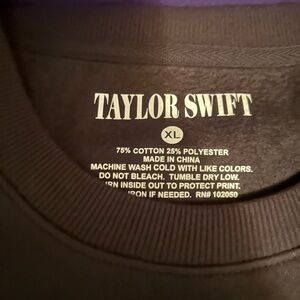 TAYLOR SWIFT
XL
75% COTTON 25% POLYESTER
MADE IN CHINA
MACHINE WASH COLD WITH LIKE COLORS.
DO NOT BLEACH. TUMBLE DRY LOW.
INSIDE OUT TO PROTECT PRINT.
IRON IF NEEDED. RN# 102050